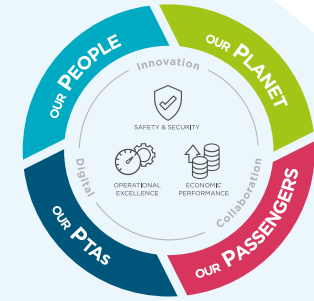 OUR PEOPLE
OUR PLANET
Innovation
SAFETY & SECURITY
Digital
OPERATIONAL
EXCELLENCE
ECONOMIC
PERFORMANCE
Collaboration
OUR PTAs
OUR PASSENGERS